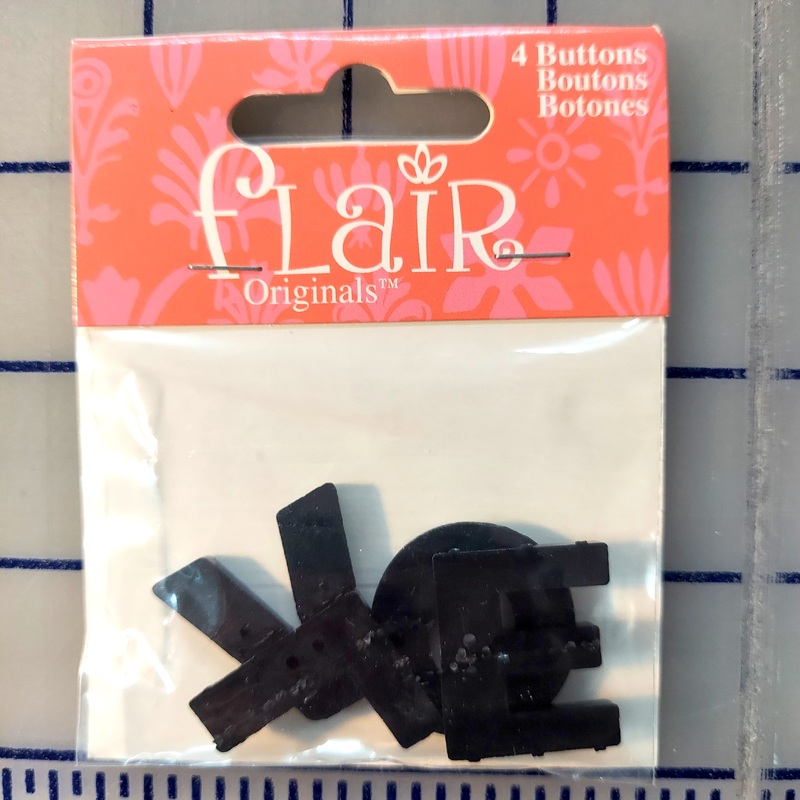 4 Buttons
Boutons
Botones
fLaiR
Originals™